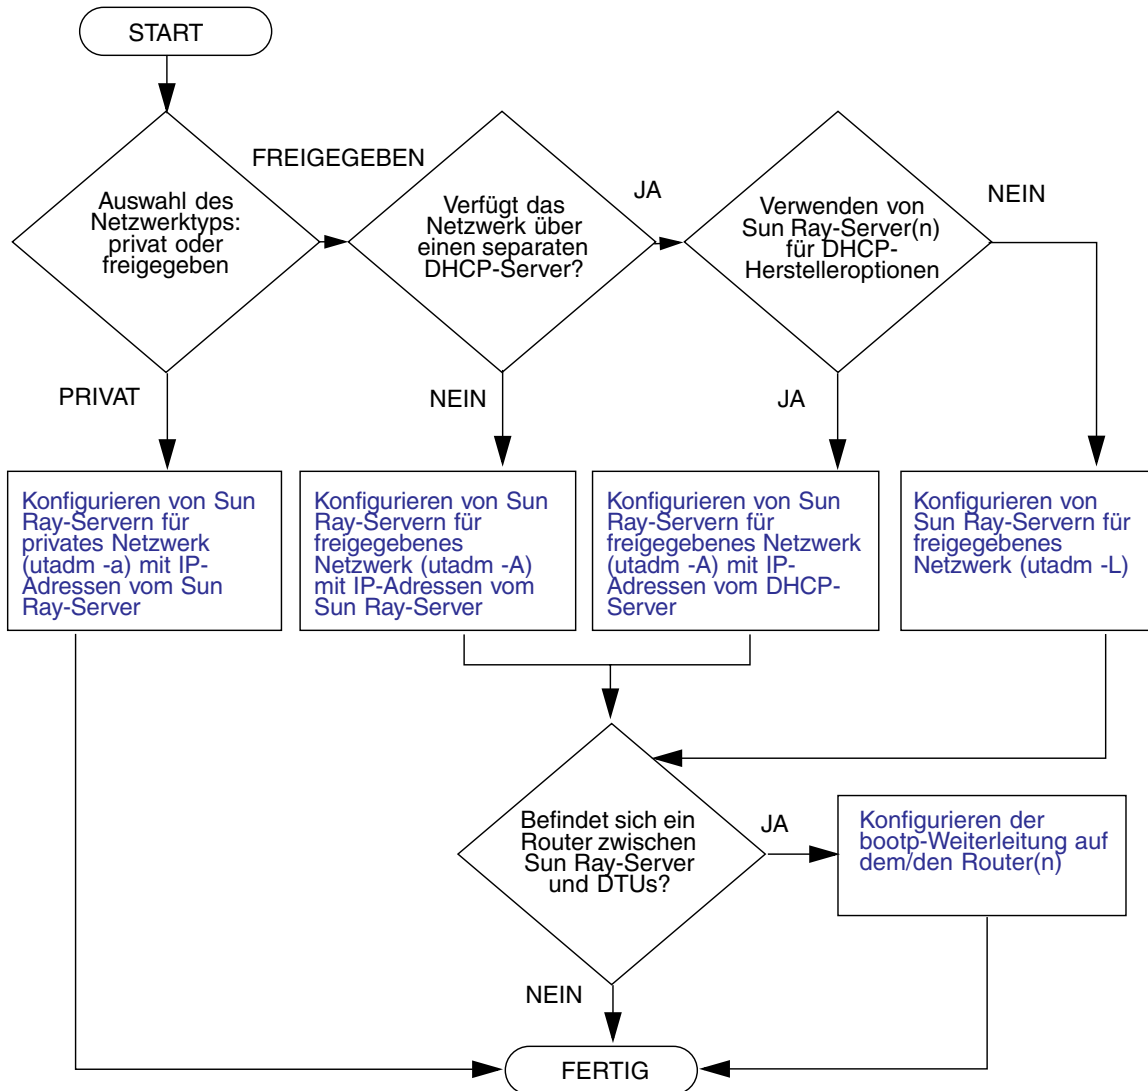 START
Auswahl des
Netzwerktyps:
privat oder
freigegeben
FREIGEGEBEN
Verfügt das
Netzwerk über
einen separaten
DHCP-Server?
JA
Verwenden von
Sun Ray-Server(n)
für DHCP-
Herstelleroptionen
NEIN
PRIVAT
NEIN
JA
Konfigurieren von Sun
Ray-Servern für
privates Netzwerk
(utadm -a) mit IP-
Adressen vom Sun
Ray-Server
Konfigurieren von Sun
Ray-Servern für
freigegebenes
Netzwerk (utadm -A)
mit IP-Adressen vom
Sun Ray-Server
Konfigurieren von Sun
Ray-Servern für
freigegebenes Netzwerk
(utadm -A) mit IP-
Adressen vom DHCP-
Server
Konfigurieren von
Sun Ray-Servern für
freigegebenes
Netzwerk (utadm -L)
Befindet sich ein
Router zwischen
Sun Ray-Server
und DTUs?
JA
Konfigurieren der
bootp-Weiterleitung auf
dem/den Router(n)
NEIN
FERTIG